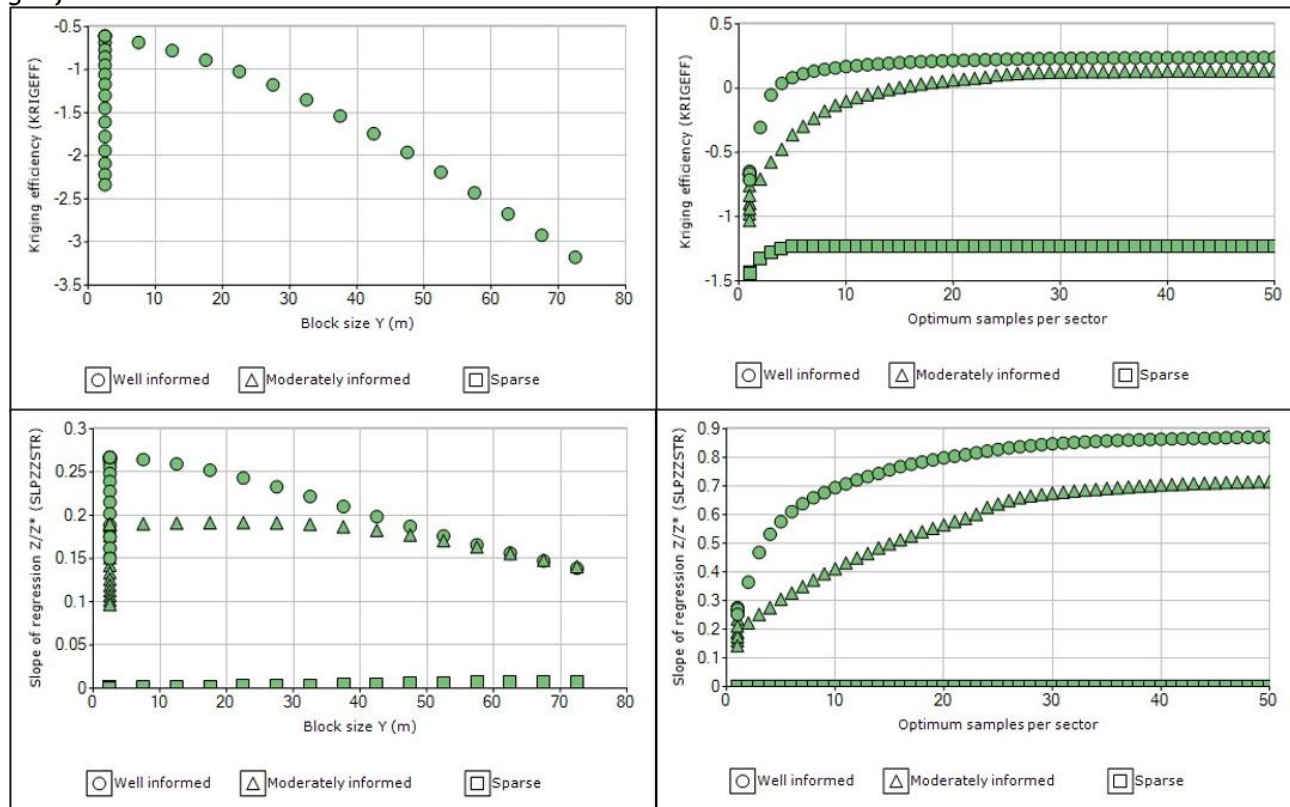 Kriging efficiency (KRIGEFF)
-0.5
-1
-1.5
-2
-2.5
-3
-3.5
0 10 20 30 40 50 60 70 80
Block size Y (m)
Well informed Moderately informed Sparse
Kriging efficiency (KRIGEFF)
0.5
0
-0.5
-1
-1.5
0 10 20 30 40 50
Optimum samples per sector
Well informed Moderately informed Sparse
Slope of regression Z/Z* (SLPZZSTR)
0.3
0.25
0.2
0.15
0.1
0.05
0
0 10 20 30 40 50 60 70 80
Block size Y (m)
Well informed Moderately informed Sparse
Slope of regression Z/Z* (SLPZZSTR)
0.9
0.8
0.7
0.6
0.5
0.4
0.3
0.2
0.1
0
0 10 20 30 40 50
Optimum samples per sector
Well informed Moderately informed Sparse